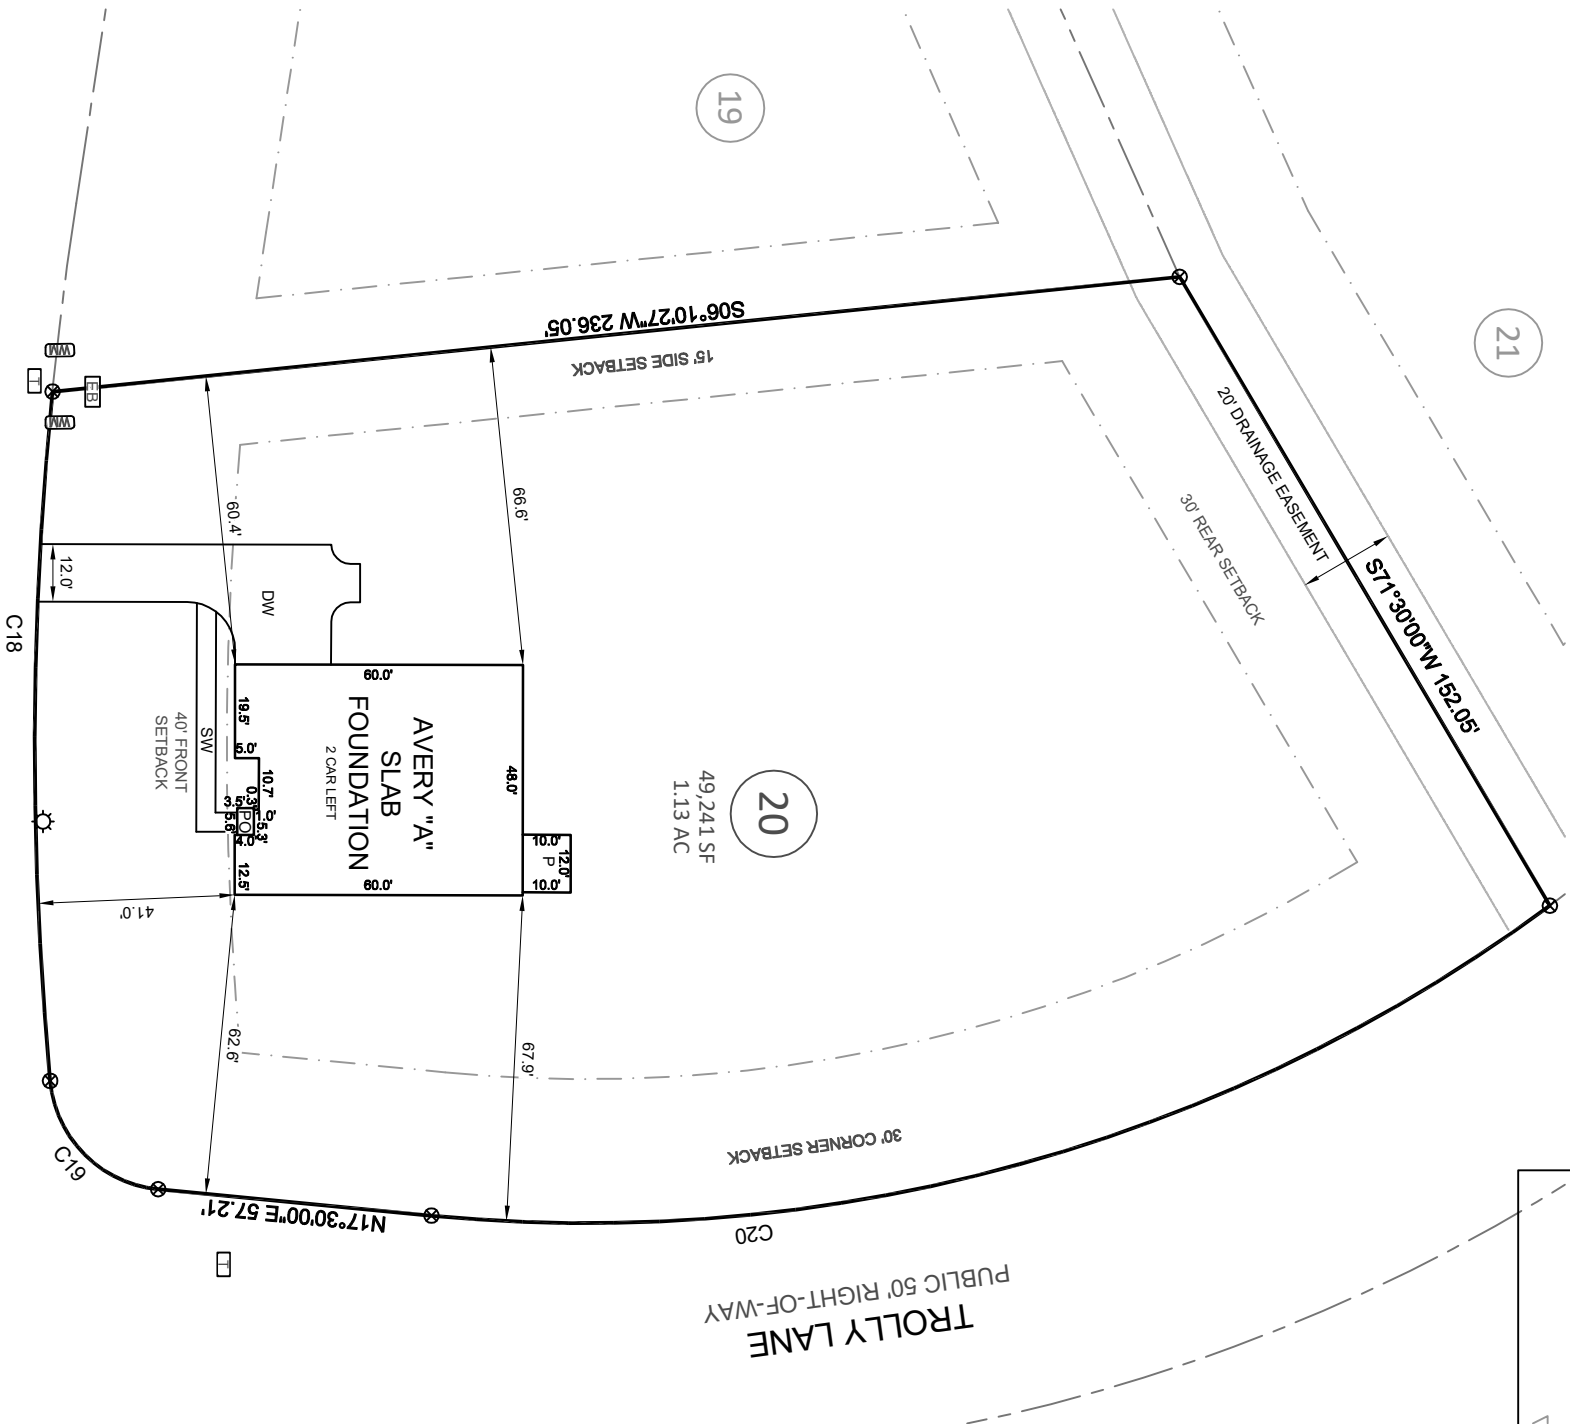 19
21
S06°10'27"W 236.05'
15' SIDE SETBACK
20' DRAINAGE EASEMENT
30' REAR SETBACK
S71°30'00"W 152.05'
WM
T
EB
WM
60.4'
66.6'
12.0'
DW
C18
SW
40' FRONT
SETBACK
60.0'
19.5'
5.0'
10.7'
0.3'
3.5'
5.6'
PO
5.3'
4.0'
12.5'
60.0'
48.0'
AVERY "A"
SLAB
FOUNDATION
2 CAR LEFT
10.0'
12.0'
P
10.0'
20
49,241 SF
1.13 AC
41.0'
62.6'
67.9'
30' CORNER SETBACK
C19
N17°30'00"E 57.21'
C20
T
PUBLIC 50' RIGHT-OF-WAY
TROLLY LANE